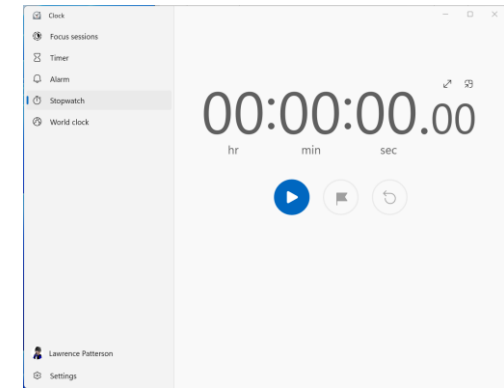 Clock
Focus sessions
Timer
Alarm
Stopwatch
World clock
00:00:00.00
hr min sec
Lawrence Patterson
Settings